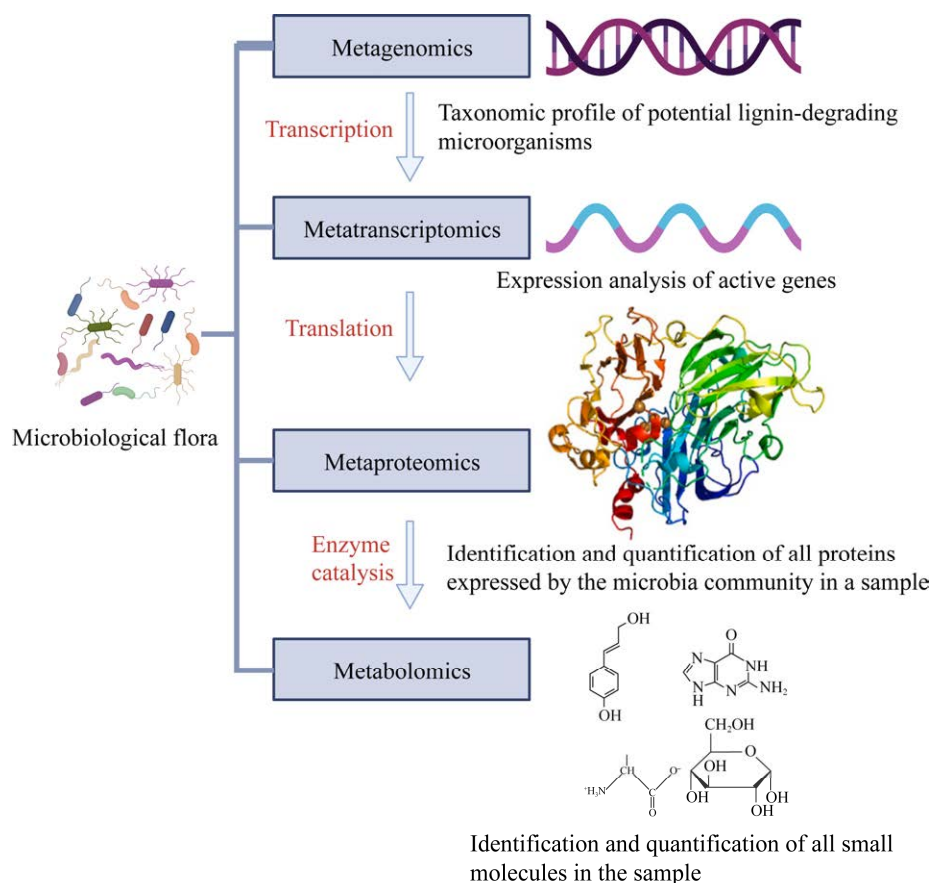 Metagenomics
Transcription
Taxonomic profile of potential lignin-degrading
microorganisms
Metatranscriptomics
Expression analysis of active genes
Translation
Microbiological flora
Metaproteomics
Enzyme
catalysis
Identification and quantification of all proteins
expressed by the microbia community in a sample
Metabolomics
OH
OH
O
N
NH
N
H
N
NH₂
CH₂OH
O
OH
OH
OH
OH
CH
O⁻
⁺H₃N
C
O
Identification and quantification of all small
molecules in the sample